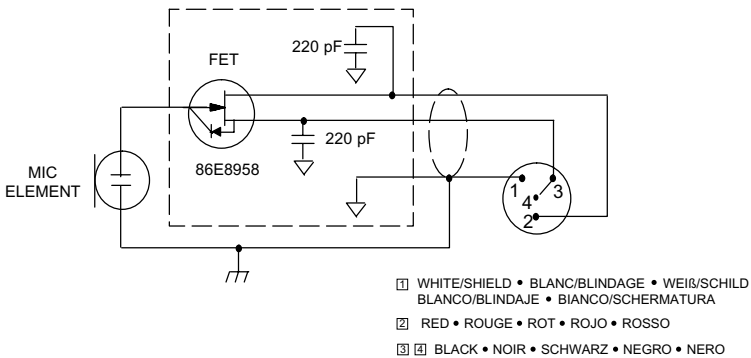 220 pF
FET
220 pF
86E8958
MIC
ELEMENT
1
3
4
2
1 WHITE/SHIELD • BLANC/BLINDAGE • WEIß/SCHILD
BLANCO/BLINDAJE • BIANCO/SCHERMATURA
2 RED • ROUGE • ROT • ROJO • ROSSO
3 4 BLACK • NOIR • SCHWARZ • NEGRO • NERO